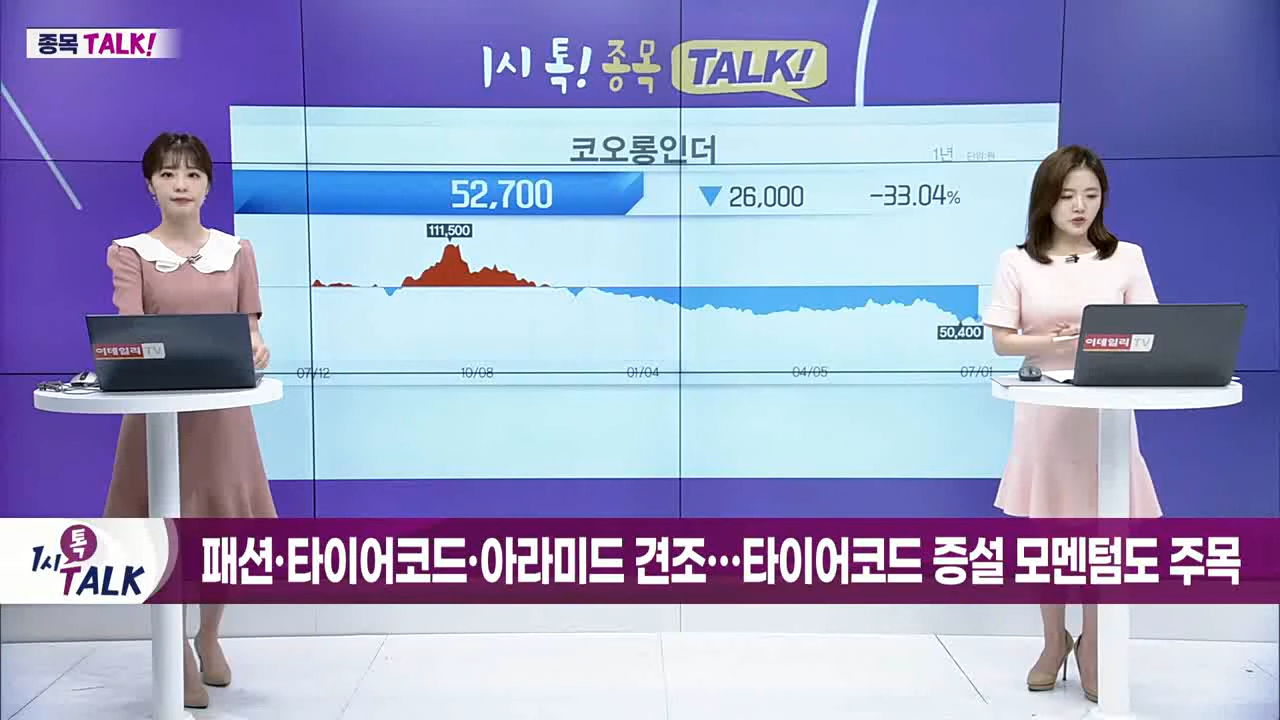 종목 TALK!
1시 톡! 종목 TALK!
코오롱인더
1년 단위:원
52,700 ▼ 26,000 -33.04%
111,500
50,400
07/12 10/08 01/04 04/05 07/01
이데일리TV
이데일리TV
1시 톡 TALK
패션·타이어코드·아라미드 견조…타이어코드 증설 모멘텀도 주목